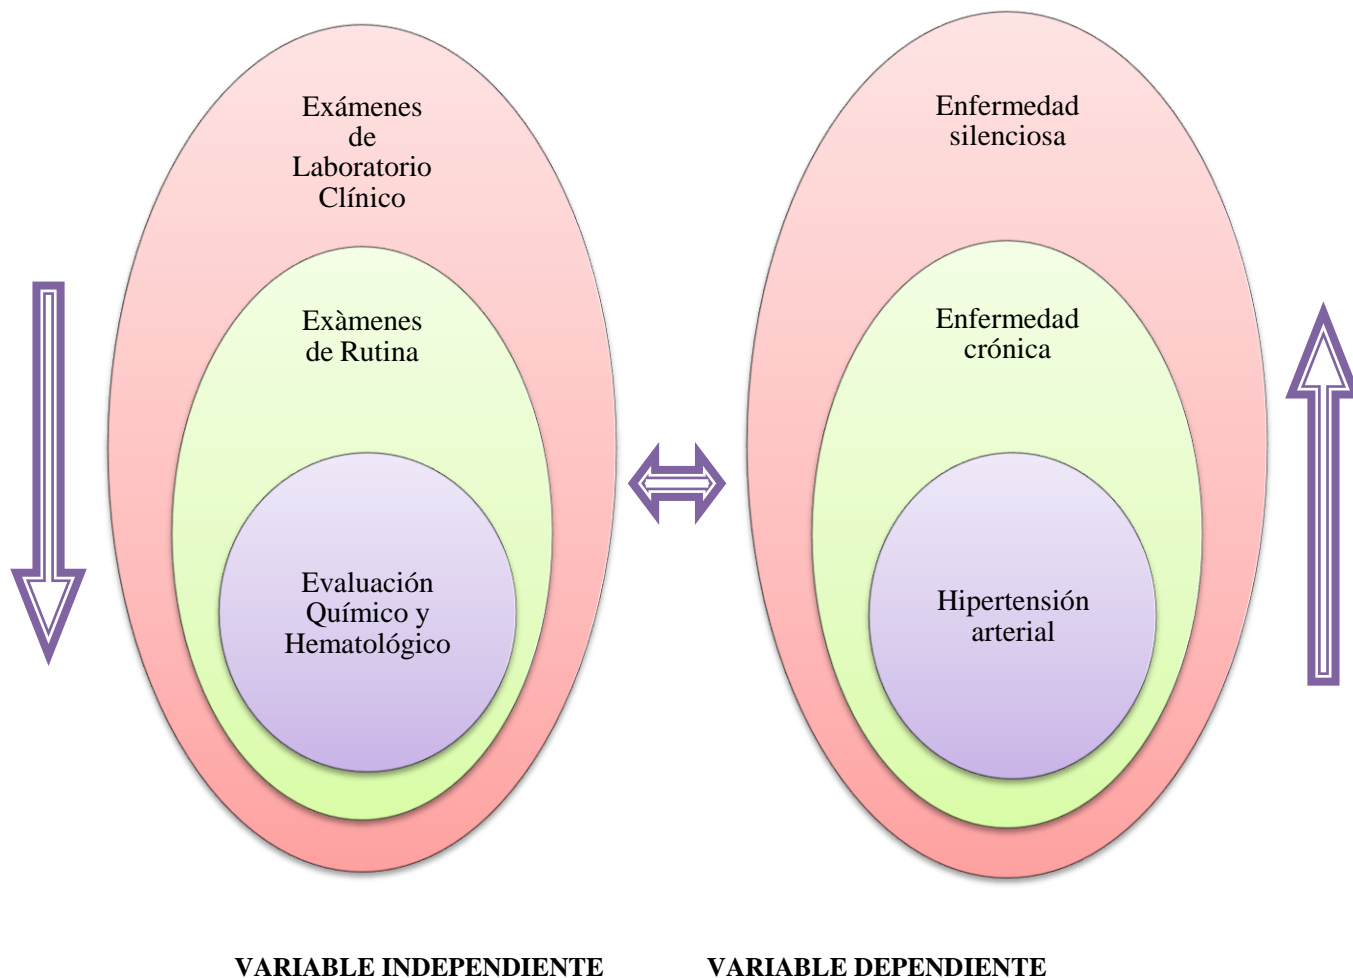 Exámenes
de
Laboratorio
Clínico
Exàmenes
de Rutina
Evaluación
Químico y
Hematológico
Enfermedad
silenciosa
Enfermedad
crónica
Hipertensión
arterial
VARIABLE INDEPENDIENTE
VARIABLE DEPENDIENTE